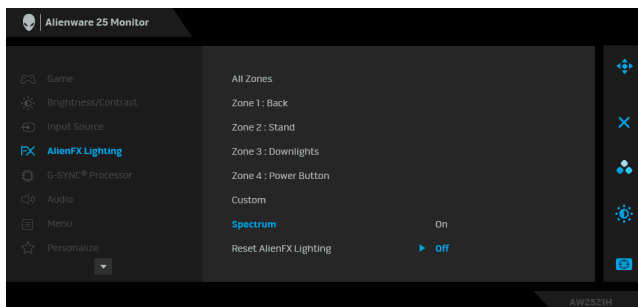 Alienware 25 Monitor
Game
Brightness/Contrast
Input Source
AlienFX Lighting
G-SYNC® Processor
Audio
Menu
Personalize
All Zones
Zone 1 : Back
Zone 2 : Stand
Zone 3 : Downlights
Zone 4 : Power Button
Custom
Spectrum On
Reset AlienFX Lighting Off
AW2521H